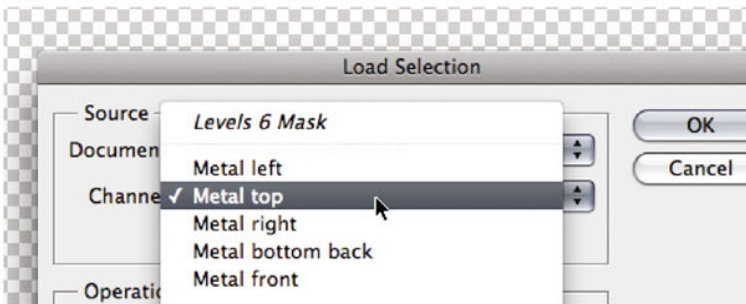 Load Selection
Source
Levels 6 Mask
OK
Documen
Metal left
Cancel
Channe ✓ Metal top
Metal right
Metal bottom back
Metal front
Operatio